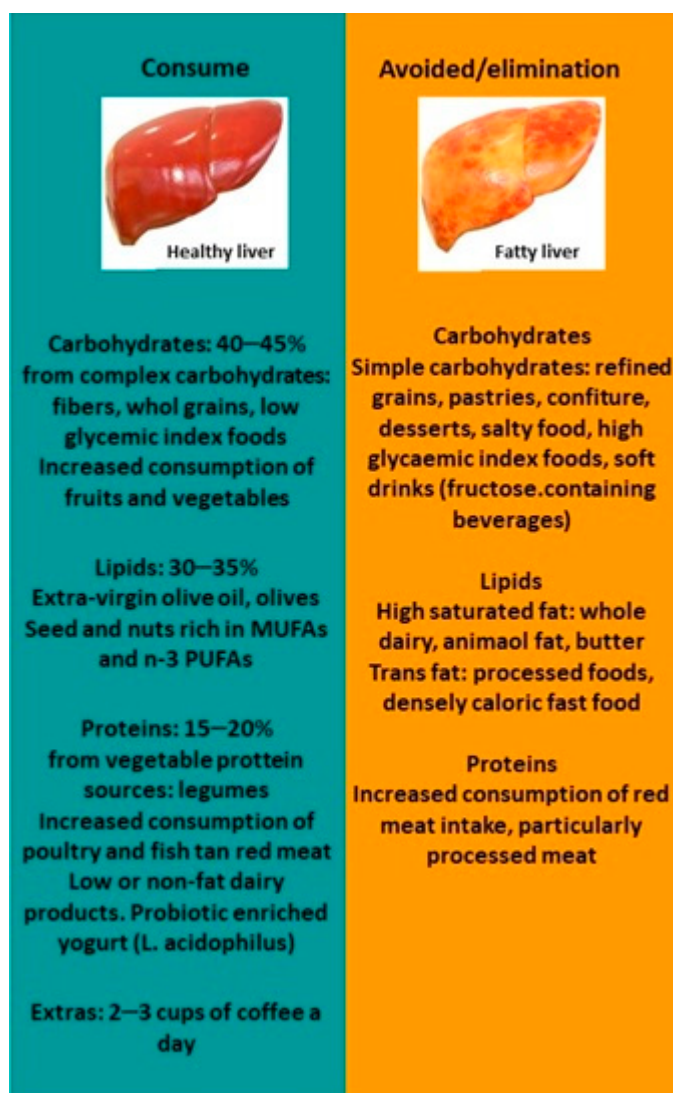 Consume
Healthy liver
Carbohydrates: 40–45%
from complex carbohydrates:
fibers, whol grains, low
glycemic index foods
Increased consumption of
fruits and vegetables
Lipids: 30–35%
Extra-virgin olive oil, olives
Seed and nuts rich in MUFAs
and n-3 PUFAs
Proteins: 15–20%
from vegetable prottein
sources: legumes
Increased consumption of
poultry and fish tan red meat
Low or non-fat dairy
products. Probiotic enriched
yogurt (L. acidophilus)
Extras: 2–3 cups of coffee a
day
Avoided/elimination
Fatty liver
Carbohydrates
Simple carbohydrates: refined
grains, pastries, confiture,
desserts, salty food, high
glycaemic index foods, soft
drinks (fructose.containing
beverages)
Lipids
High saturated fat: whole
dairy, animaol fat, butter
Trans fat: processed foods,
densely caloric fast food
Proteins
Increased consumption of red
meat intake, particularly
processed meat